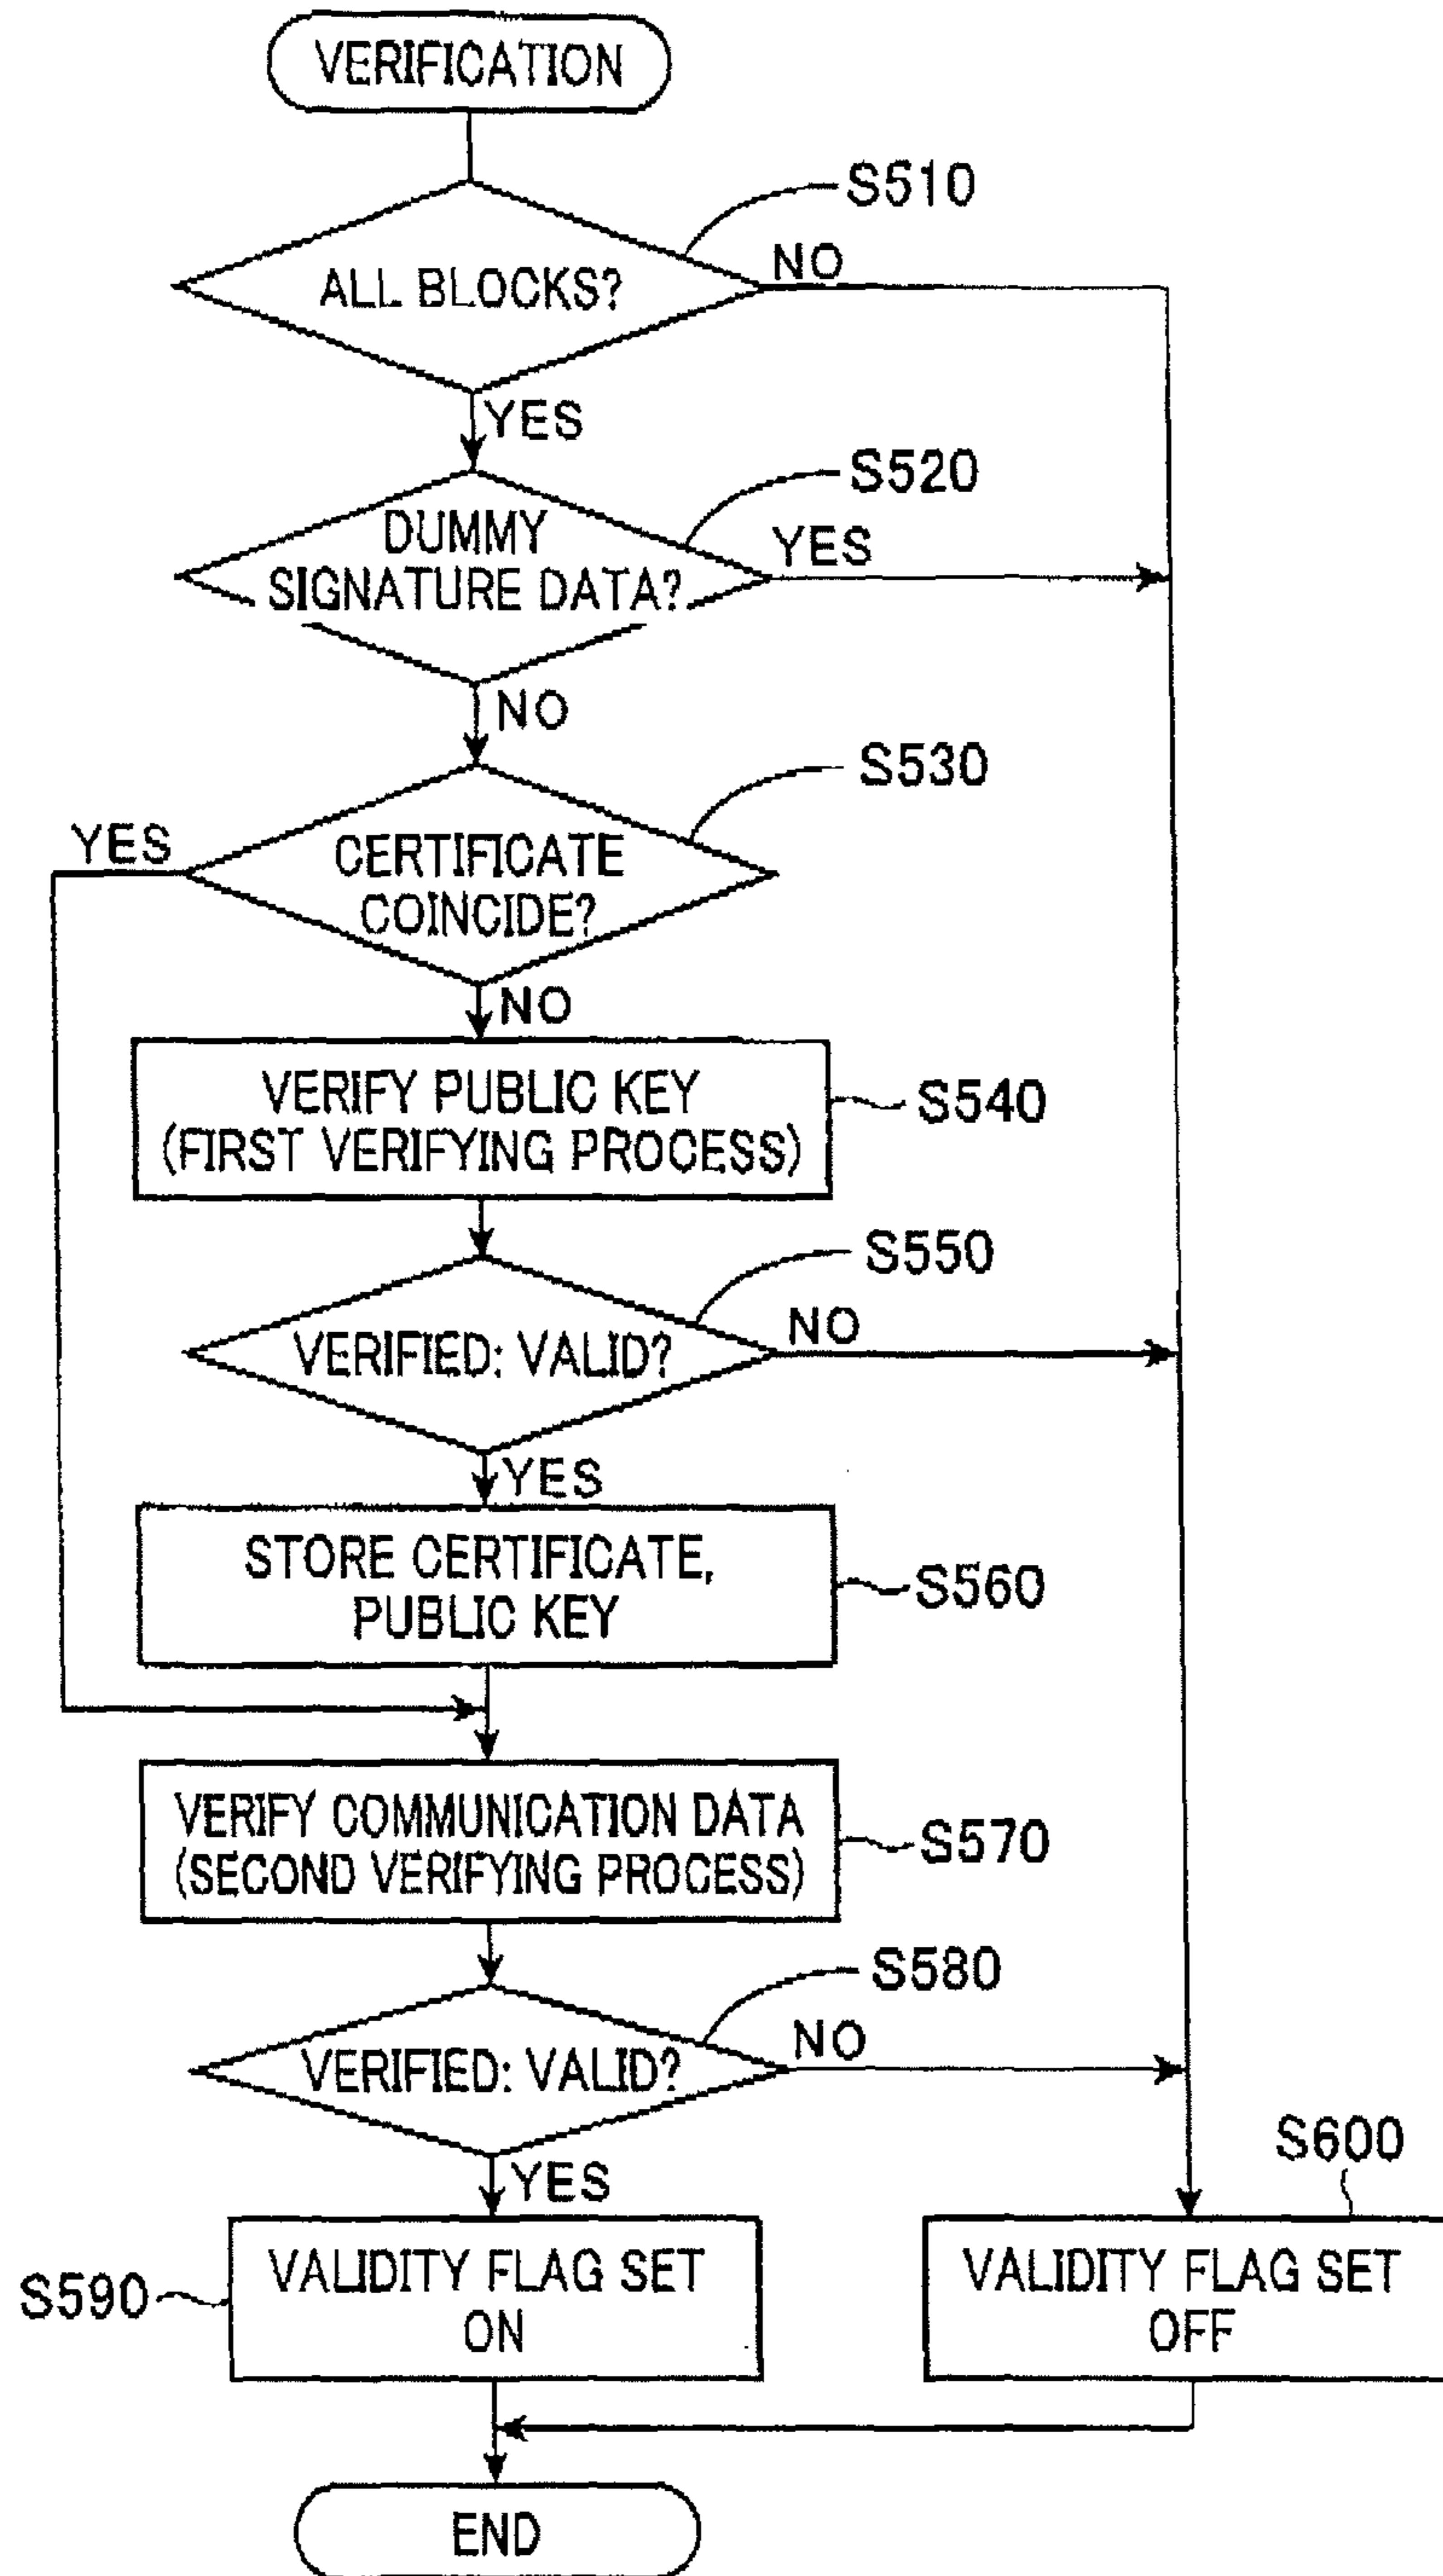 VERIFICATION
S510
ALL BLOCKS?
NO
YES
S520
DUMMY
SIGNATURE DATA?
YES
NO
S530
YES
CERTIFICATE
COINCIDE?
NO
VERIFY PUBLIC KEY
(FIRST VERIFYING PROCESS)
S540
S550
VERIFIED: VALID?
NO
YES
STORE CERTIFICATE,
PUBLIC KEY
S560
VERIFY COMMUNICATION DATA
(SECOND VERIFYING PROCESS)
S570
S580
VERIFIED: VALID?
NO
YES
S600
S590
VALIDITY FLAG SET
ON
VALIDITY FLAG SET
OFF
END